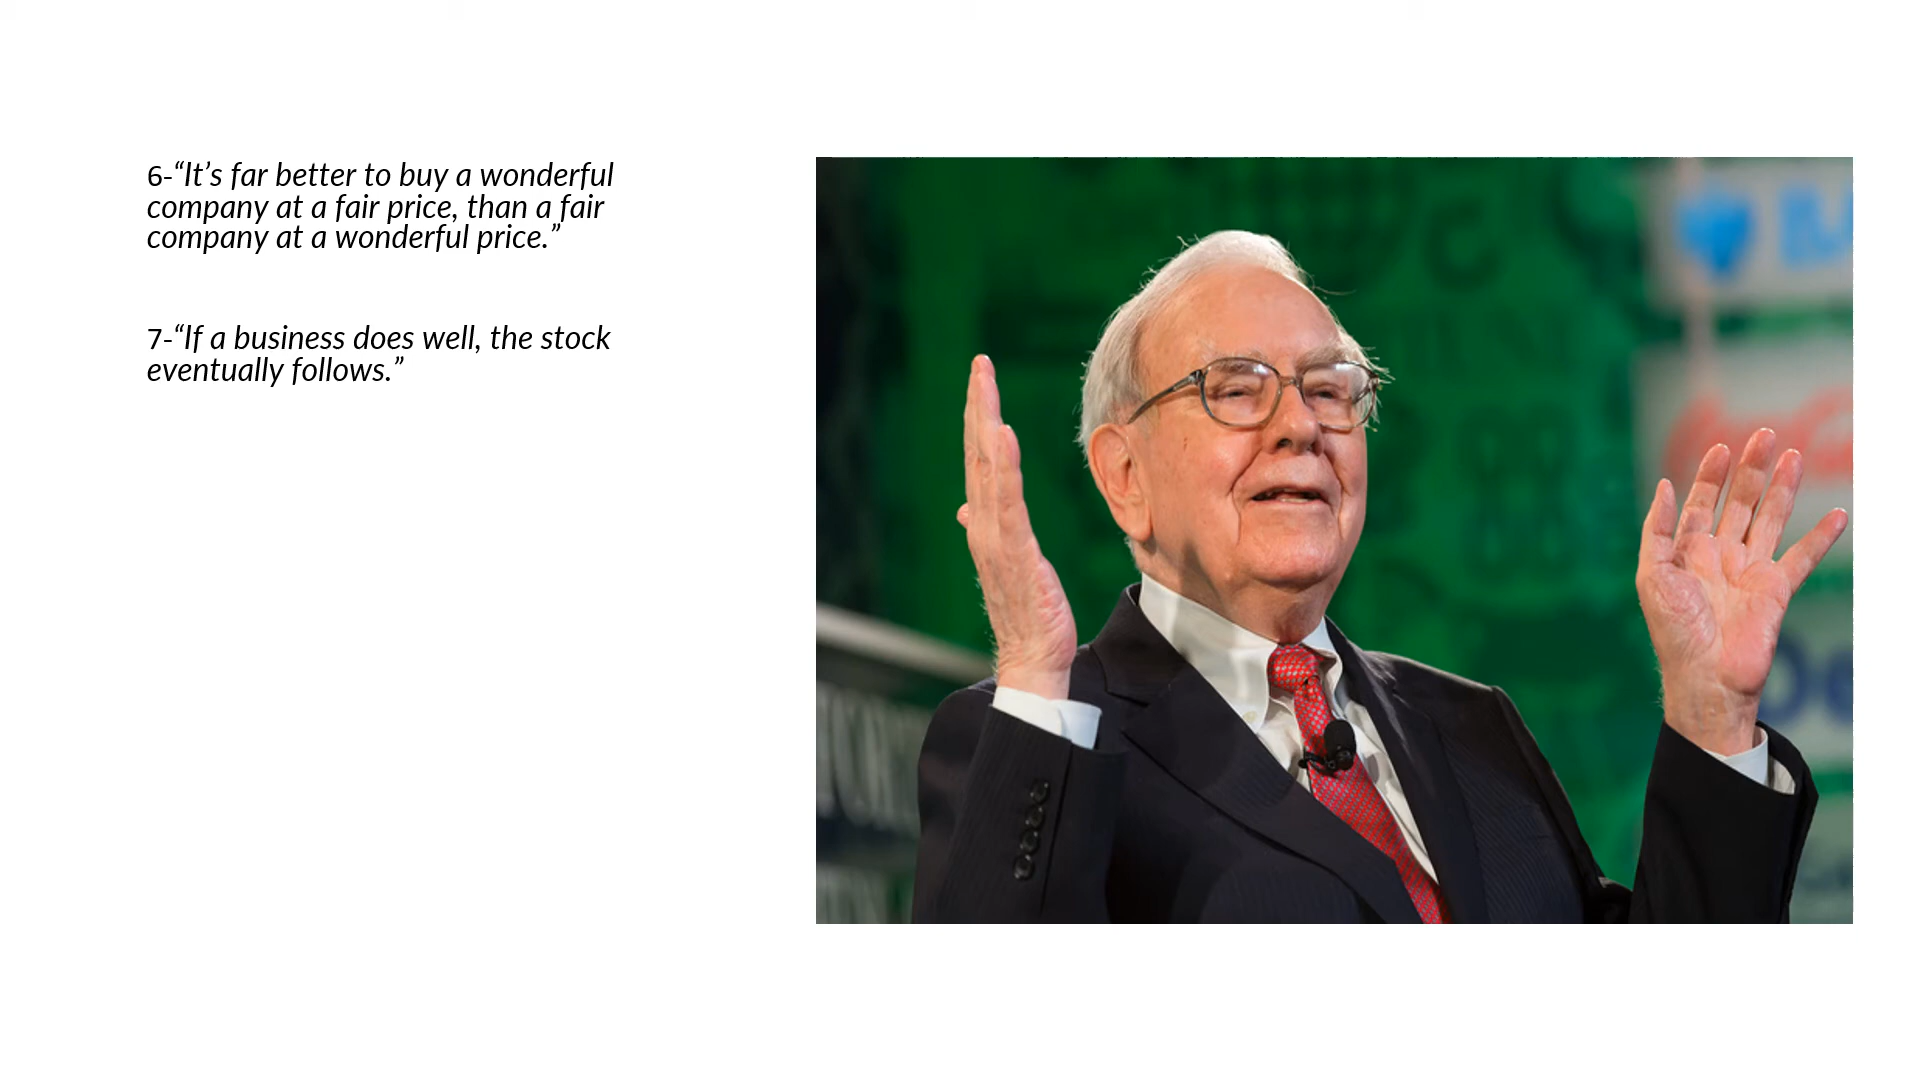 6-“It’s far better to buy a wonderful
company at a fair price, than a fair
company at a wonderful price.”
7-“If a business does well, the stock
eventually follows.”